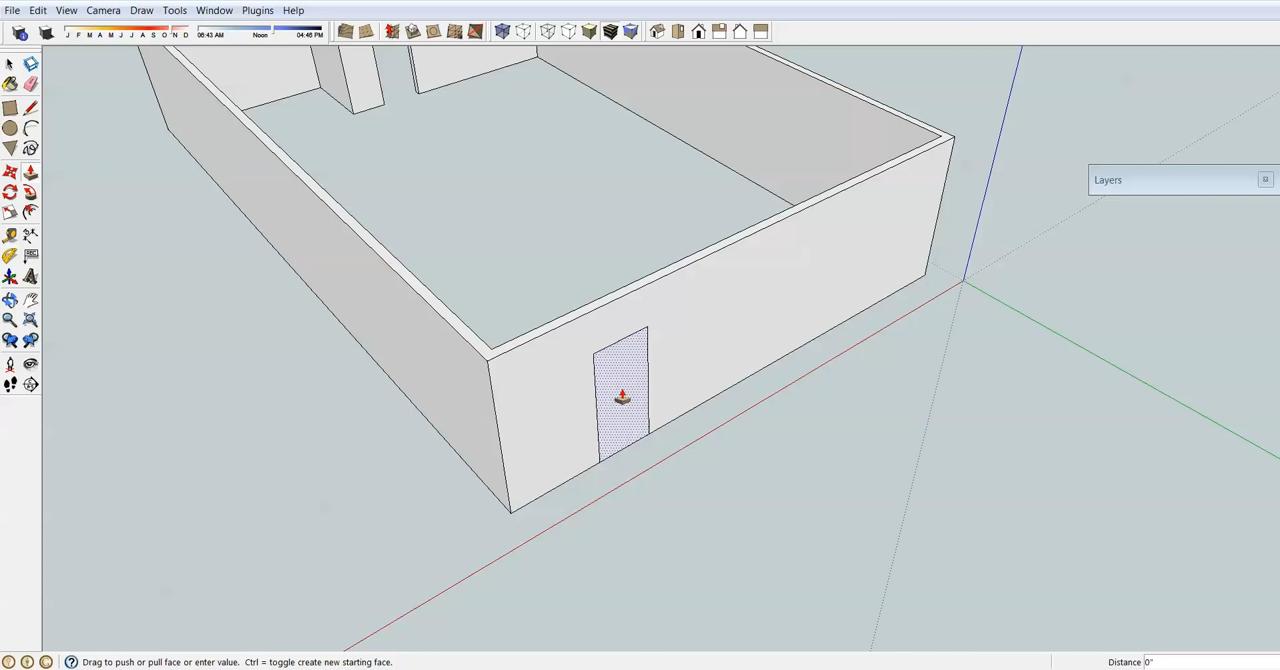 File Edit View Camera Draw Tools Window Plugins Help
J F M A M J J A S O N D 06:43 AM Noon 04:46 PM
Layers
Drag to push or pull face or enter value. Ctrl = toggle create new starting face. Distance 0"